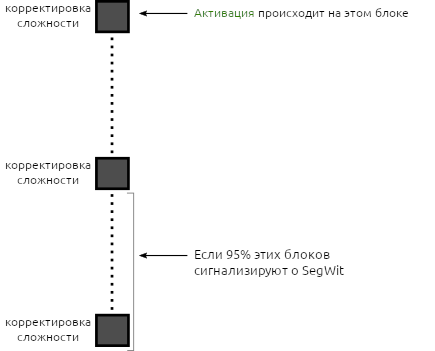 корректировка
сложности
Активация происходит на этом блоке
корректировка
сложности
Если 95% этих блоков
сигнализируют о SegWit
корректировка
сложности